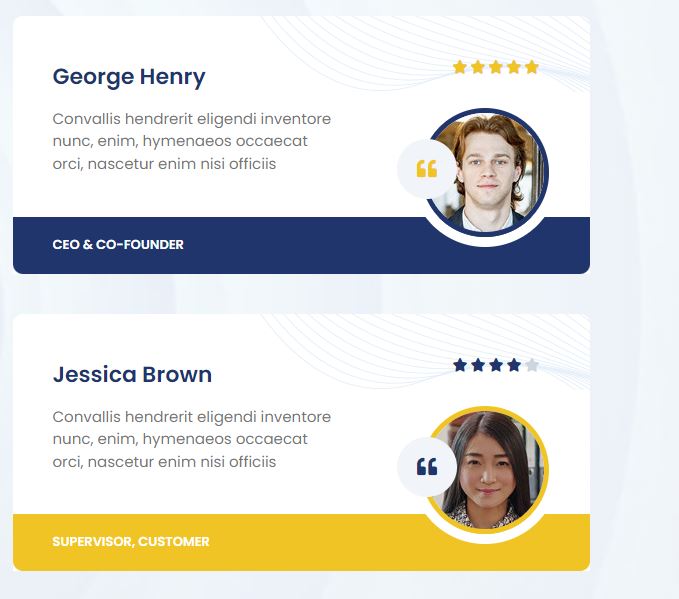 George Henry
Convallis hendrerit eligendi inventore
nunc, enim, hymenaeos occaecat
orci, nascetur enim nisi officiis
CEO & CO-FOUNDER
Jessica Brown
Convallis hendrerit eligendi inventore
nunc, enim, hymenaeos occaecat
orci, nascetur enim nisi officiis
SUPERVISOR, CUSTOMER